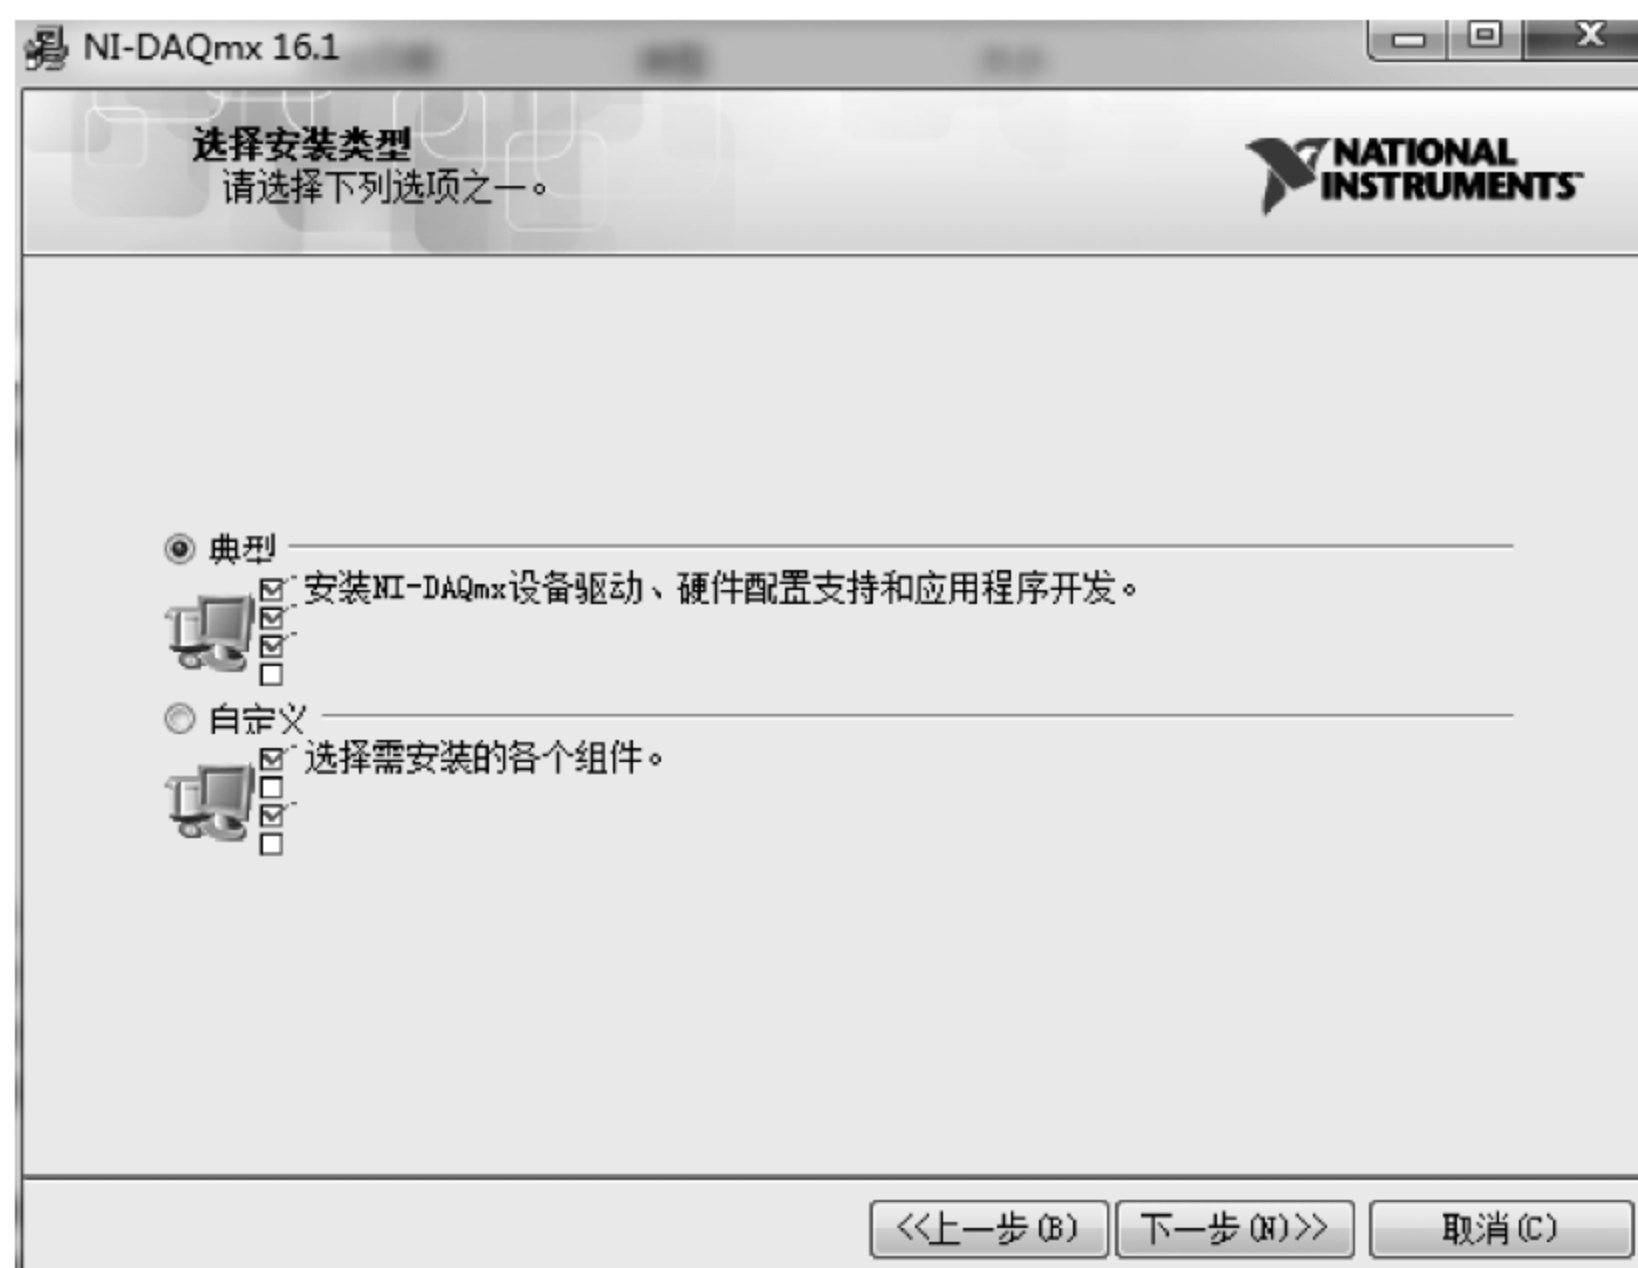 NI-DAQmx 16.1
选择安装类型
请选择下列选项之一。
NATIONAL
INSTRUMENTS
典型
安装NI-DAQmx设备驱动、硬件配置支持和应用程序开发。
自定义
选择需安装的各个组件。
<<上一步(B)
下一步(N)>>
取消(C)